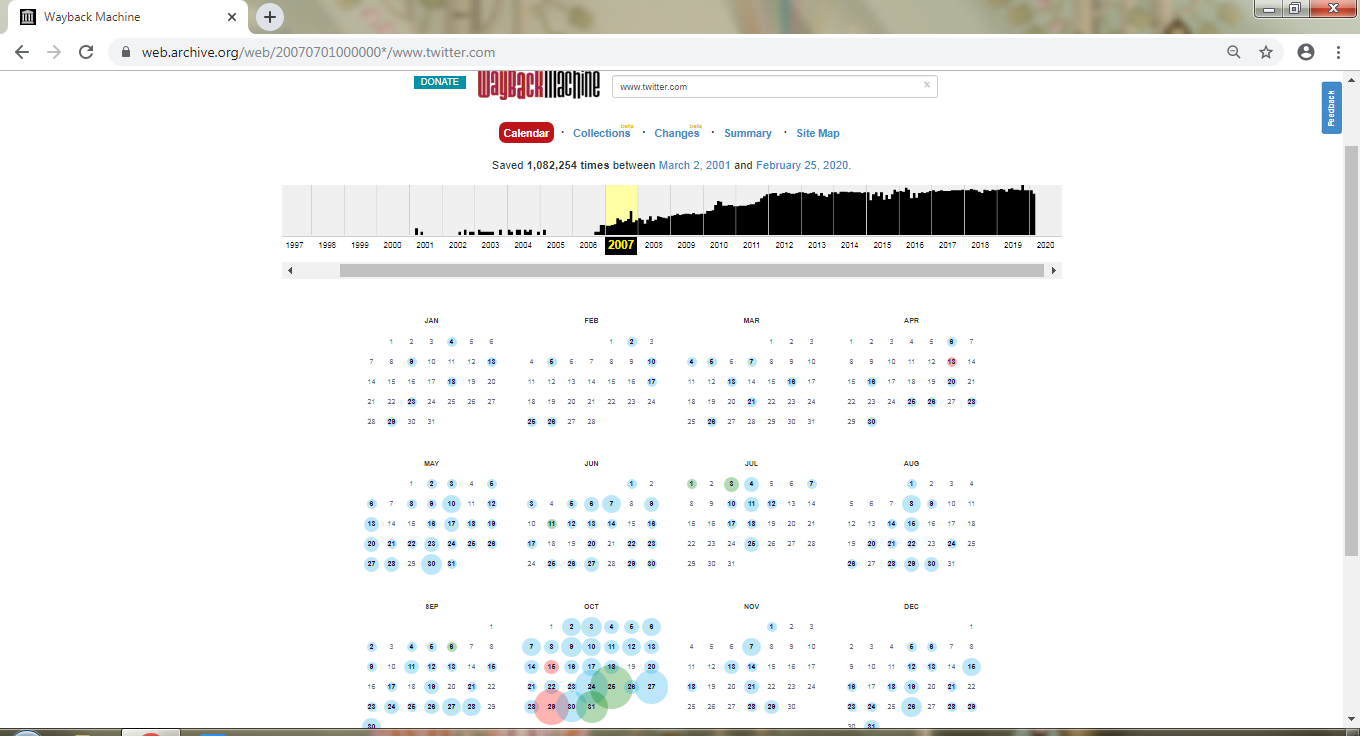 Wayback Machine
web.archive.org/web/20070701000000*/www.twitter.com
DONATE
WayBackMachine
www.twitter.com
Feedback
Calendar · Collections beta · Changes beta · Summary · Site Map
Saved 1,082,254 times between March 2, 2001 and February 25, 2020.
1997 1998 1999 2000 2001 2002 2003 2004 2005 2006 2007 2008 2009 2010 2011 2012 2013 2014 2015 2016 2017 2018 2019 2020
JAN
1 2 3 4 5 6
7 8 9 10 11 12 13
14 15 16 17 18 19 20
21 22 23 24 25 26 27
28 29 30 31
FEB
1 2 3
4 5 6 7 8 9 10
11 12 13 14 15 16 17
18 19 20 21 22 23 24
25 26 27 28
MAR
1 2 3
4 5 6 7 8 9 10
11 12 13 14 15 16 17
18 19 20 21 22 23 24
25 26 27 28 29 30 31
APR
1 2 3 4 5 6 7
8 9 10 11 12 13 14
15 16 17 18 19 20 21
22 23 24 25 26 27 28
29 30
MAY
1 2 3 4 5
6 7 8 9 10 11 12
13 14 15 16 17 18 19
20 21 22 23 24 25 26
27 28 29 30 31
JUN
1 2
3 4 5 6 7 8 9
10 11 12 13 14 15 16
17 18 19 20 21 22 23
24 25 26 27 28 29 30
JUL
1 2 3 4 5 6 7
8 9 10 11 12 13 14
15 16 17 18 19 20 21
22 23 24 25 26 27 28
29 30 31
AUG
1 2 3 4
5 6 7 8 9 10 11
12 13 14 15 16 17 18
19 20 21 22 23 24 25
26 27 28 29 30 31
SEP
1
2 3 4 5 6 7 8
9 10 11 12 13 14 15
16 17 18 19 20 21 22
23 24 25 26 27 28 29
30
OCT
1 2 3 4 5 6
7 8 9 10 11 12 13
14 15 16 17 18 19 20
21 22 23 24 25 26 27
28 29 30 31
NOV
1 2 3
4 5 6 7 8 9 10
11 12 13 14 15 16 17
18 19 20 21 22 23 24
25 26 27 28 29 30
DEC
1
2 3 4 5 6 7 8
9 10 11 12 13 14 15
16 17 18 19 20 21 22
23 24 25 26 27 28 29
30 31